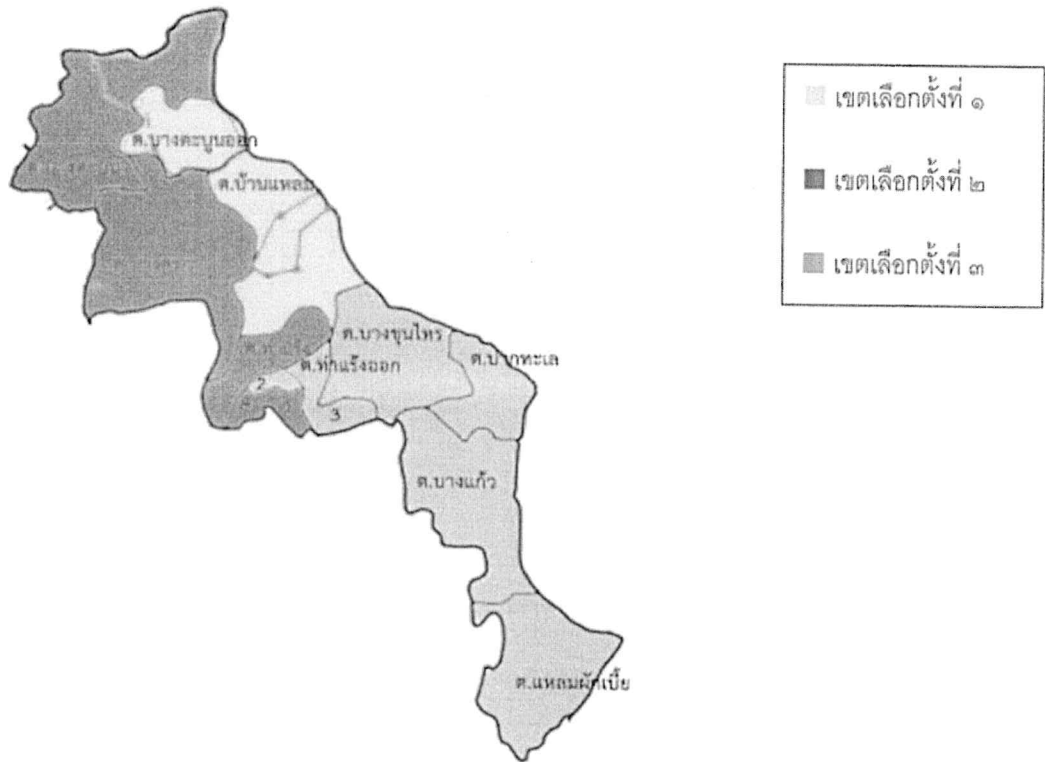 ต.บางตะบูนออก
ต.บ้านแหลม
ต.บางขุนไทร
ต.ปากทะเล
ต.ท่าแร้งออก
2
3
ต.บางแก้ว
ต.แหลมผักเบี้ย
เขตเลือกตั้งที่ ๑
เขตเลือกตั้งที่ ๒
เขตเลือกตั้งที่ ๓